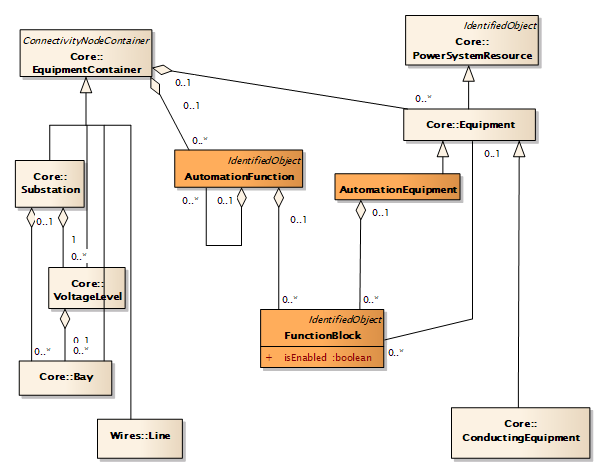 ConnectivityNodeContainer
Core::
EquipmentContainer
IdentifiedObject
Core::
PowerSystemResource
0..1
0..1
0..*
Core::Equipment
0..*
0..1
IdentifiedObject
AutomationFunction
0..*
0..1
0..1
AutomationEquipment
0..1
Core::
Substation
0..1
1
0..*
Core::
VoltageLevel
0..*
0..*
IdentifiedObject
FunctionBlock
+ isEnabled :boolean
0..*
0..1
0..*
0..*
Core::Bay
Wires::Line
Core::
ConductingEquipment